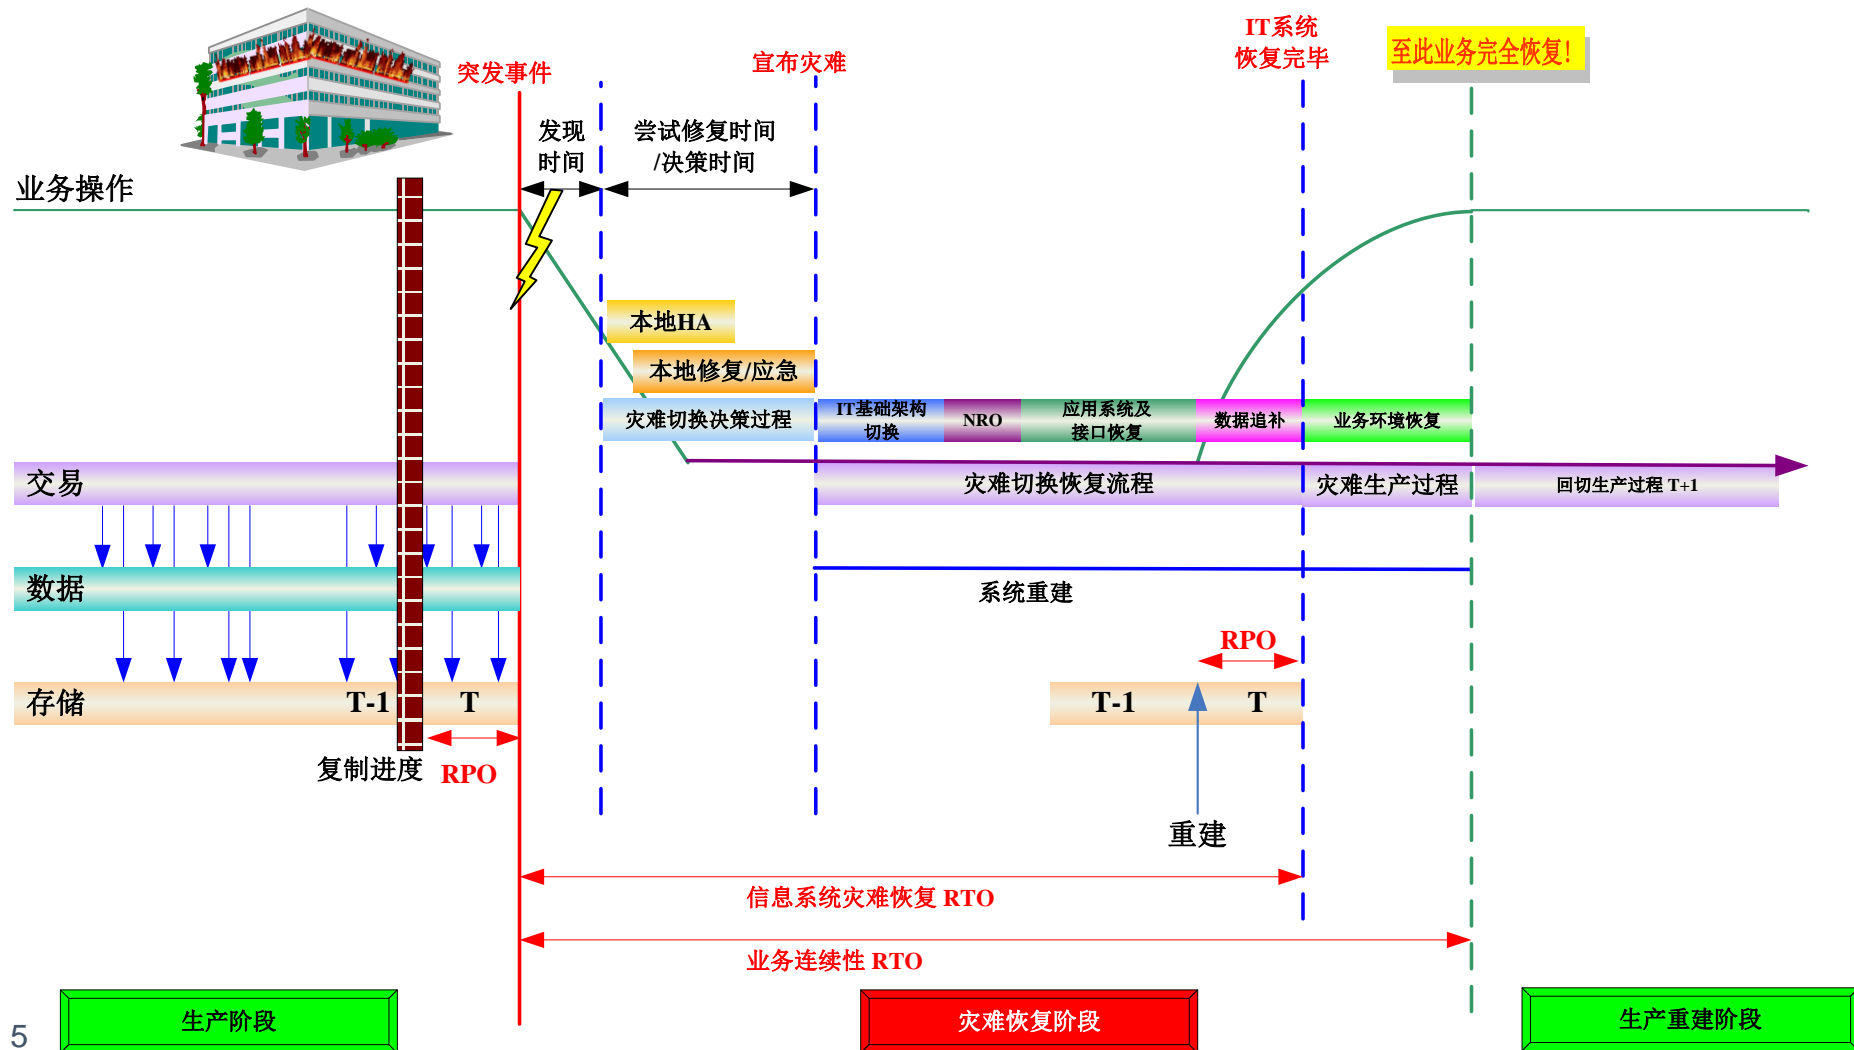 IT系统
恢复完毕
至此业务完全恢复!
宣布灾难
突发事件
发现
时间
尝试修复时间
/决策时间
业务操作
本地HA
本地修复/应急
灾难切换决策过程
IT基础架构
切换
NRO
应用系统及
接口恢复
数据追补
业务环境恢复
交易
灾难切换恢复流程
灾难生产过程
回切生产过程 T+1
数据
系统重建
RPO
存储
T-1
T
T-1
T
复制进度
RPO
重建
信息系统灾难恢复 RTO
业务连续性 RTO
生产阶段
灾难恢复阶段
生产重建阶段
5